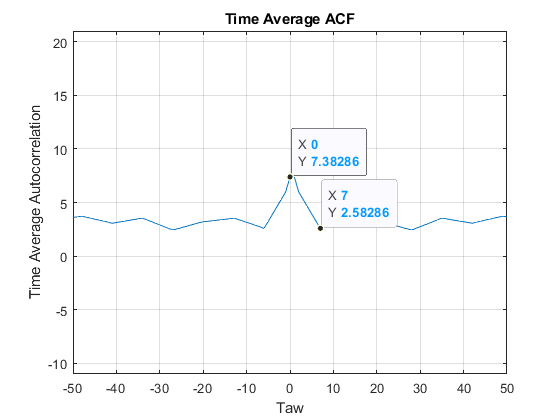 Time Average ACF
Time Average Autocorrelation
20
15
10
5
0
-5
-10
X 0
Y 7.38286
X 7
Y 2.58286
-50 -40 -30 -20 -10 0 10 20 30 40 50
Taw